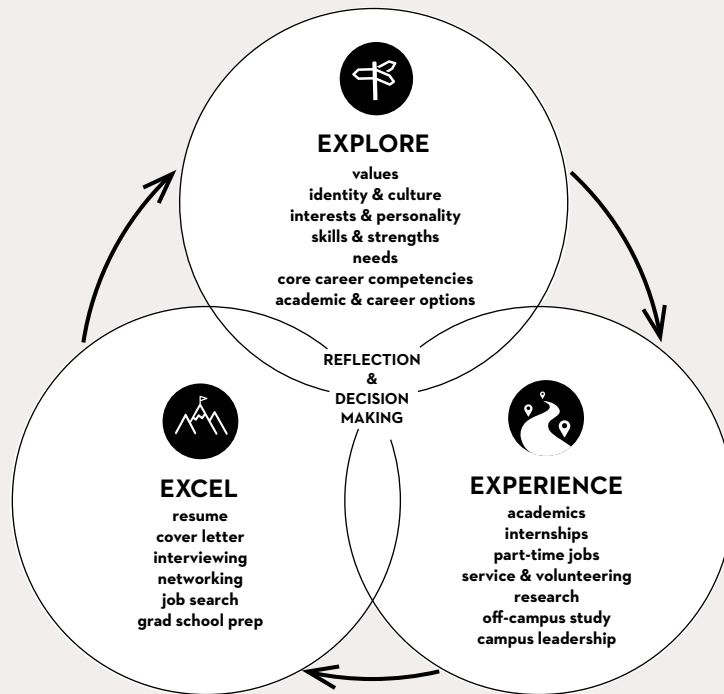 EXPLORE
values
identity & culture
interests & personality
skills & strengths
needs
core career competencies
academic & career options
REFLECTION
&
DECISION
MAKING
EXCEL
resume
cover letter
interviewing
networking
job search
grad school prep
EXPERIENCE
academics
internships
part-time jobs
service & volunteering
research
off-campus study
campus leadership